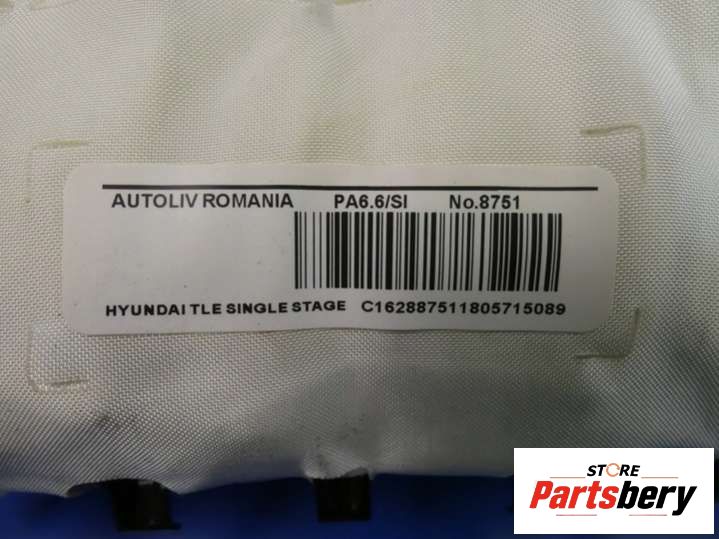 AUTOLIV ROMANIA PA6.6/SI No.8751
HYUNDAI TLE SINGLE STAGE C162887511805715089
STORE
Partsbery